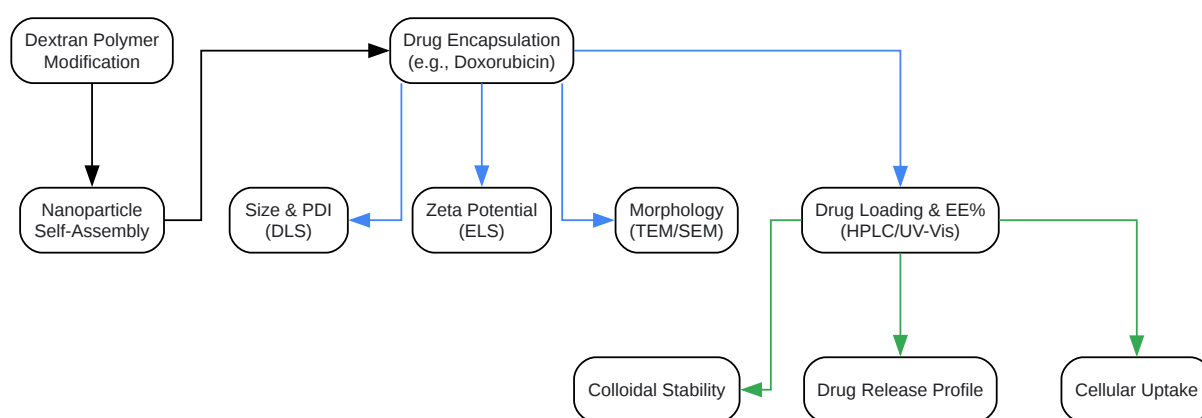 Dextran Polymer
Modification
Drug Encapsulation
(e.g., Doxorubicin)
Nanoparticle
Self-Assembly
Size & PDI
(DLS)
Zeta Potential
(ELS)
Morphology
(TEM/SEM)
Drug Loading & EE%
(HPLC/UV-Vis)
Colloidal Stability
Drug Release Profile
Cellular Uptake